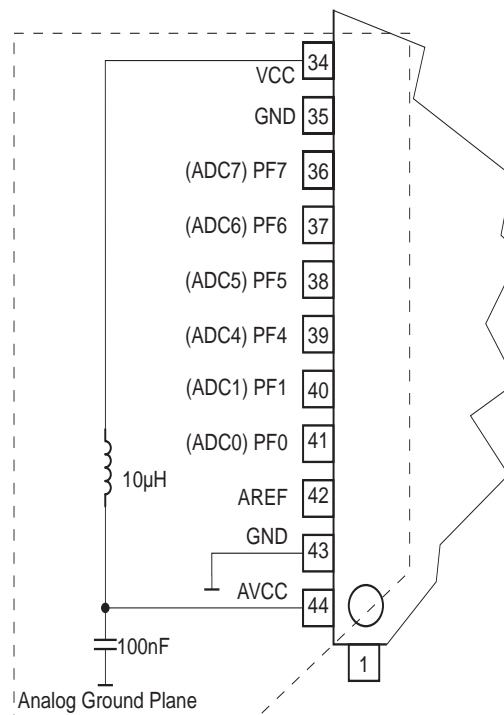 VCC 34
GND 35
(ADC7) PF7 36
(ADC6) PF6 37
(ADC5) PF5 38
(ADC4) PF4 39
(ADC1) PF1 40
(ADC0) PF0 41
10µH
AREF 42
GND 43
AVCC 44
100nF
1
Analog Ground Plane